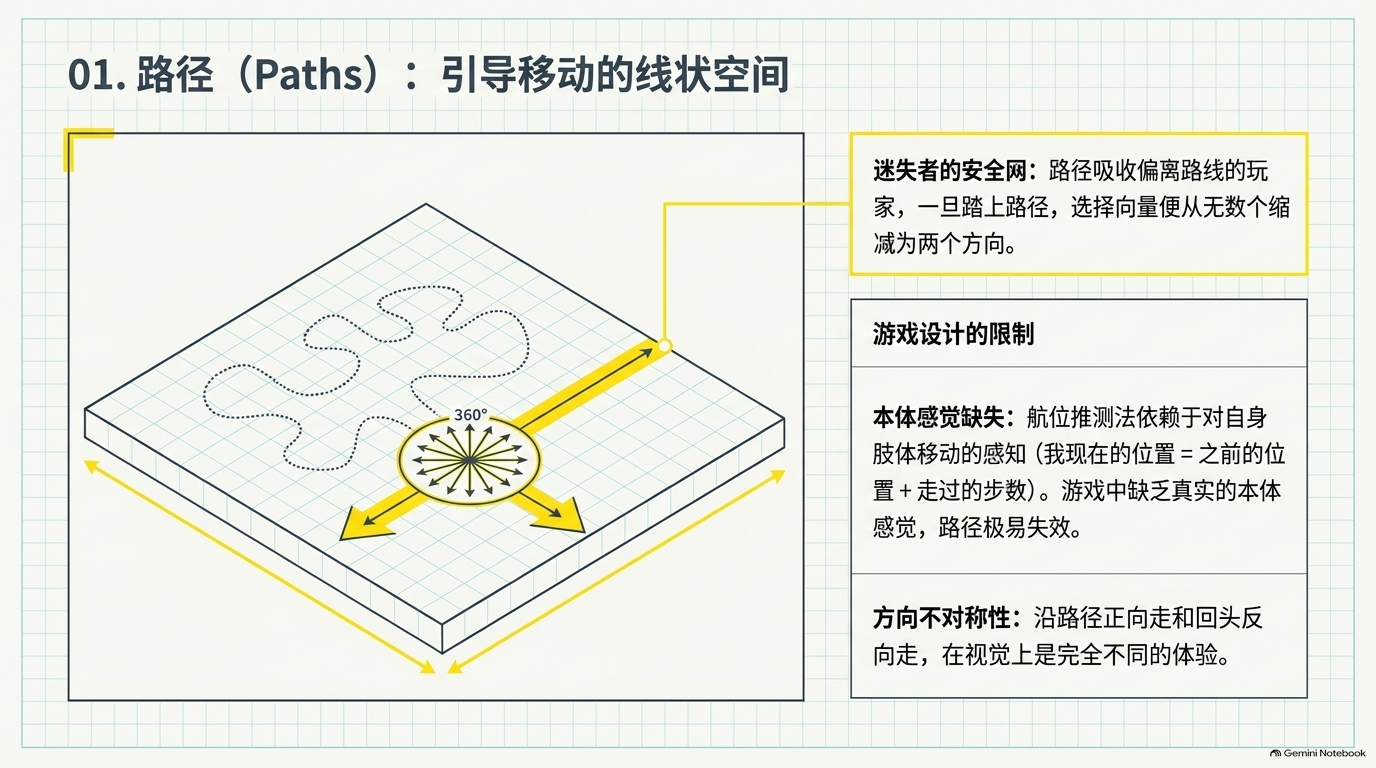 01. 路径（Paths）：引导移动的线状空间
360°
迷失者的安全网：路径吸收偏离路线的玩
家，一旦踏上路径，选择向量便从无数个缩
减为两个方向。
游戏设计的限制
本体感觉缺失：航位推测法依赖于对自身
肢体移动的感知（我现在的位置 = 之前的位
置 + 走过的步数）。游戏中缺乏真实的本体
感觉，路径极易失效。
方向不对称性：沿路径正向走和回头反
向走，在视觉上是完全不同的体验。
Gemini Notebook